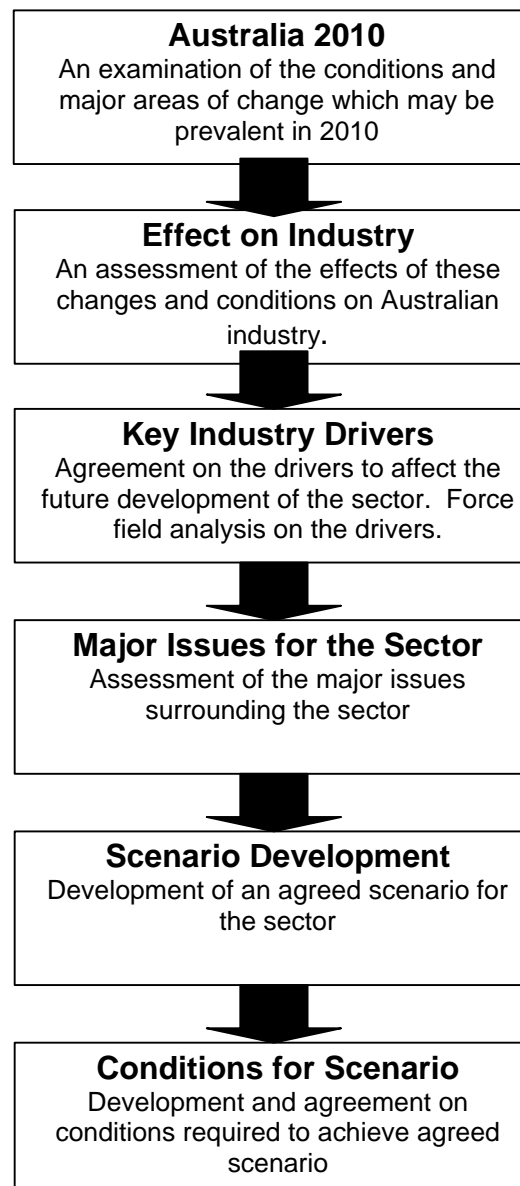 Australia 2010
An examination of the conditions and
major areas of change which may be
prevalent in 2010
Effect on Industry
An assessment of the effects of these
changes and conditions on Australian
industry.
Key Industry Drivers
Agreement on the drivers to affect the
future development of the sector.  Force
field analysis on the drivers.
Major Issues for the Sector
Assessment of the major issues
surrounding the sector
Scenario Development
Development of an agreed scenario for
the sector
Conditions for Scenario
Development and agreement on
conditions required to achieve agreed
scenario